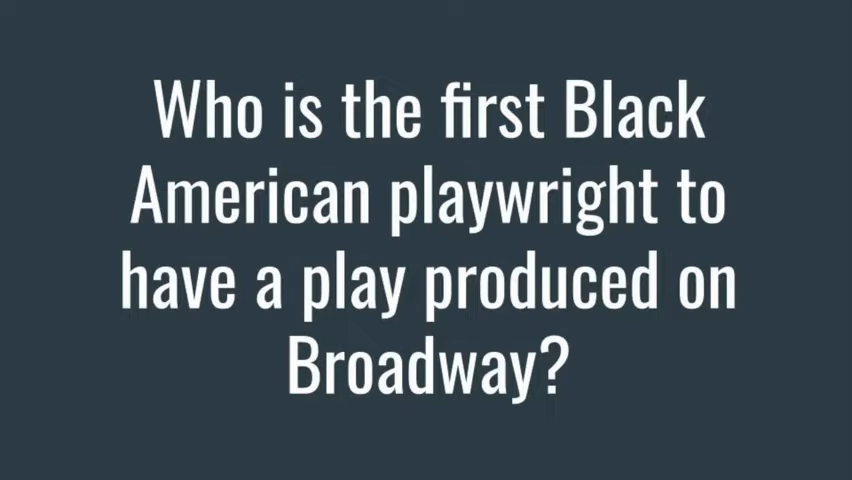 Who is the first Black
American playwright to
have a play produced on
Broadway?